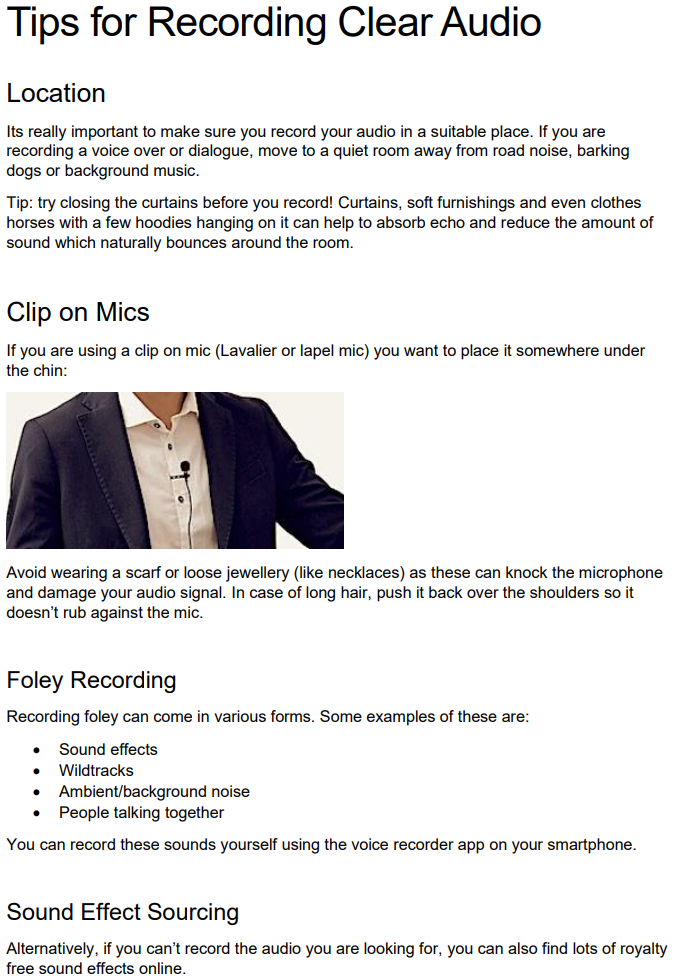 Tips for Recording Clear Audio
Location
Its really important to make sure you record your audio in a suitable place. If you are
recording a voice over or dialogue, move to a quiet room away from road noise, barking
dogs or background music.
Tip: try closing the curtains before you record! Curtains, soft furnishings and even clothes
horses with a few hoodies hanging on it can help to absorb echo and reduce the amount of
sound which naturally bounces around the room.
Clip on Mics
If you are using a clip on mic (Lavalier or lapel mic) you want to place it somewhere under
the chin:
Avoid wearing a scarf or loose jewellery (like necklaces) as these can knock the microphone
and damage your audio signal. In case of long hair, push it back over the shoulders so it
doesn’t rub against the mic.
Foley Recording
Recording foley can come in various forms. Some examples of these are:
• Sound effects
• Wildtracks
• Ambient/background noise
• People talking together
You can record these sounds yourself using the voice recorder app on your smartphone.
Sound Effect Sourcing
Alternatively, if you can’t record the audio you are looking for, you can also find lots of royalty
free sound effects online.